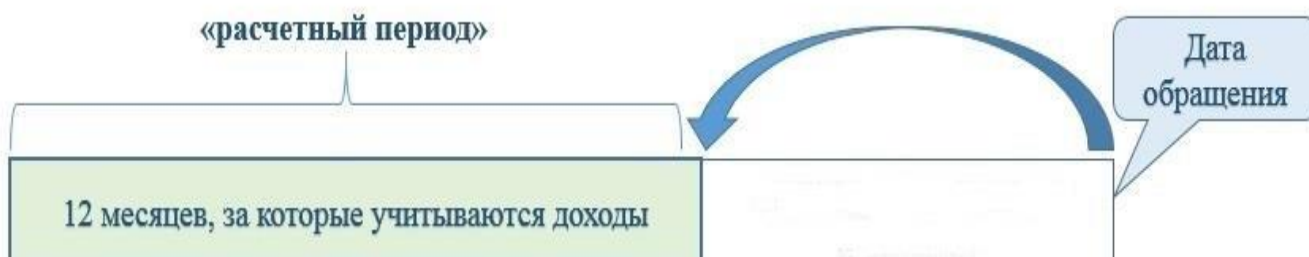 «расчетный период»
Дата
обращения
12 месяцев, за которые учитываются доходы